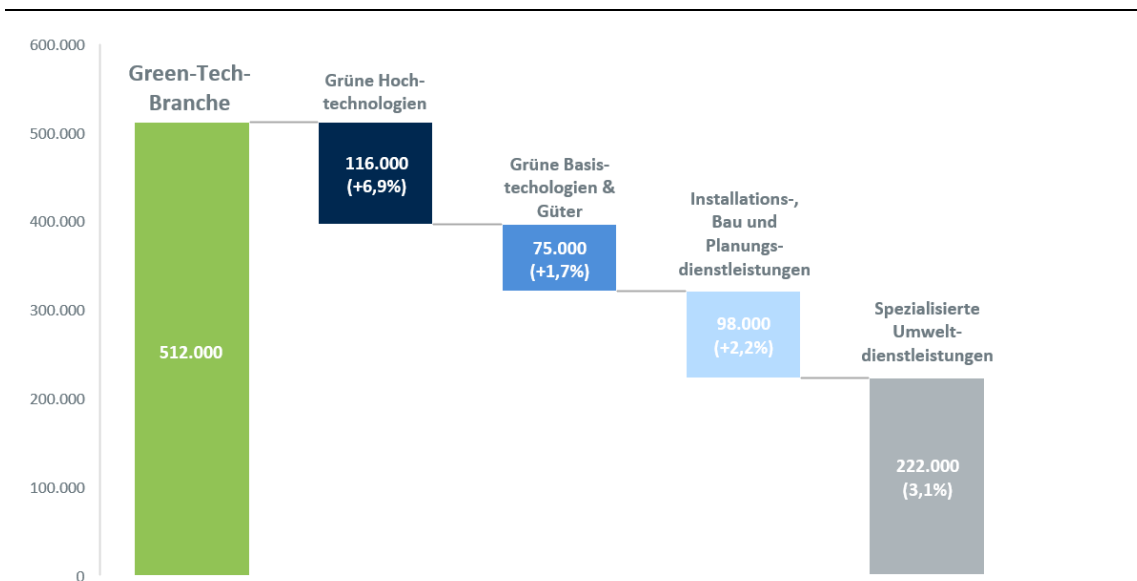 600.000
500.000
400.000
300.000
200.000
100.000
0
Green-Tech-
Branche
512.000
Grüne Hoch-
technologien
116.000
(+6,9%)
Grüne Basis-
techologien &
Güter
75.000
(+1,7%)
Installations-,
Bau und
Planungs-
dienstleistungen
98.000
(+2,2%)
Spezialisierte
Umwelt-
dienstleistungen
222.000
(3,1%)